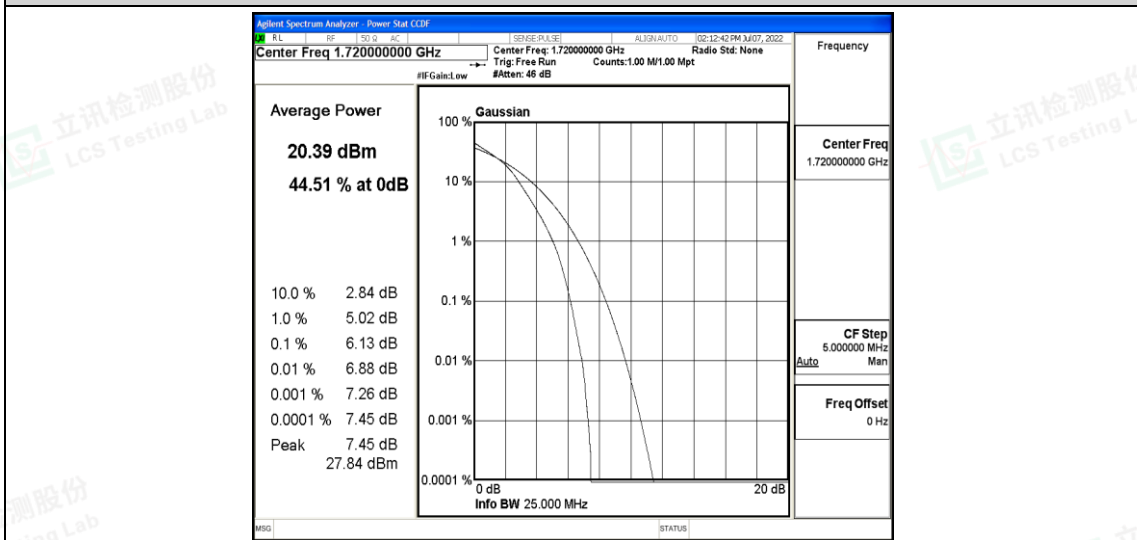 Agilent Spectrum Analyzer - Power Stat CCDF
RL RF 50 Ω AC SENSE:PULSE ALIGNAUTO 02:12:42 PM Jul07, 2022
Center Freq 1.720000000 GHz
Center Freq: 1.720000000 GHz Radio Std: None
Trig: Free Run Counts:1.00 M/1.00 Mpt
#IFGain:Low #Atten: 46 dB
Frequency
Average Power
20.39 dBm
44.51 % at 0dB
10.0 % 2.84 dB
1.0 % 5.02 dB
0.1 % 6.13 dB
0.01 % 6.88 dB
0.001 % 7.26 dB
0.0001 % 7.45 dB
Peak 7.45 dB
27.84 dBm
Gaussian
100 %
10 %
1 %
0.1 %
0.01 %
0.001 %
0.0001 %
0 dB 20 dB
Info BW 25.000 MHz
Center Freq
1.720000000 GHz
CF Step
5.000000 MHz
Auto Man
Freq Offset
0 Hz
MSG STATUS
立讯检测股份
LCS Testing Lab
立讯检测股份
LCS Testing L
测股份
ng Lab